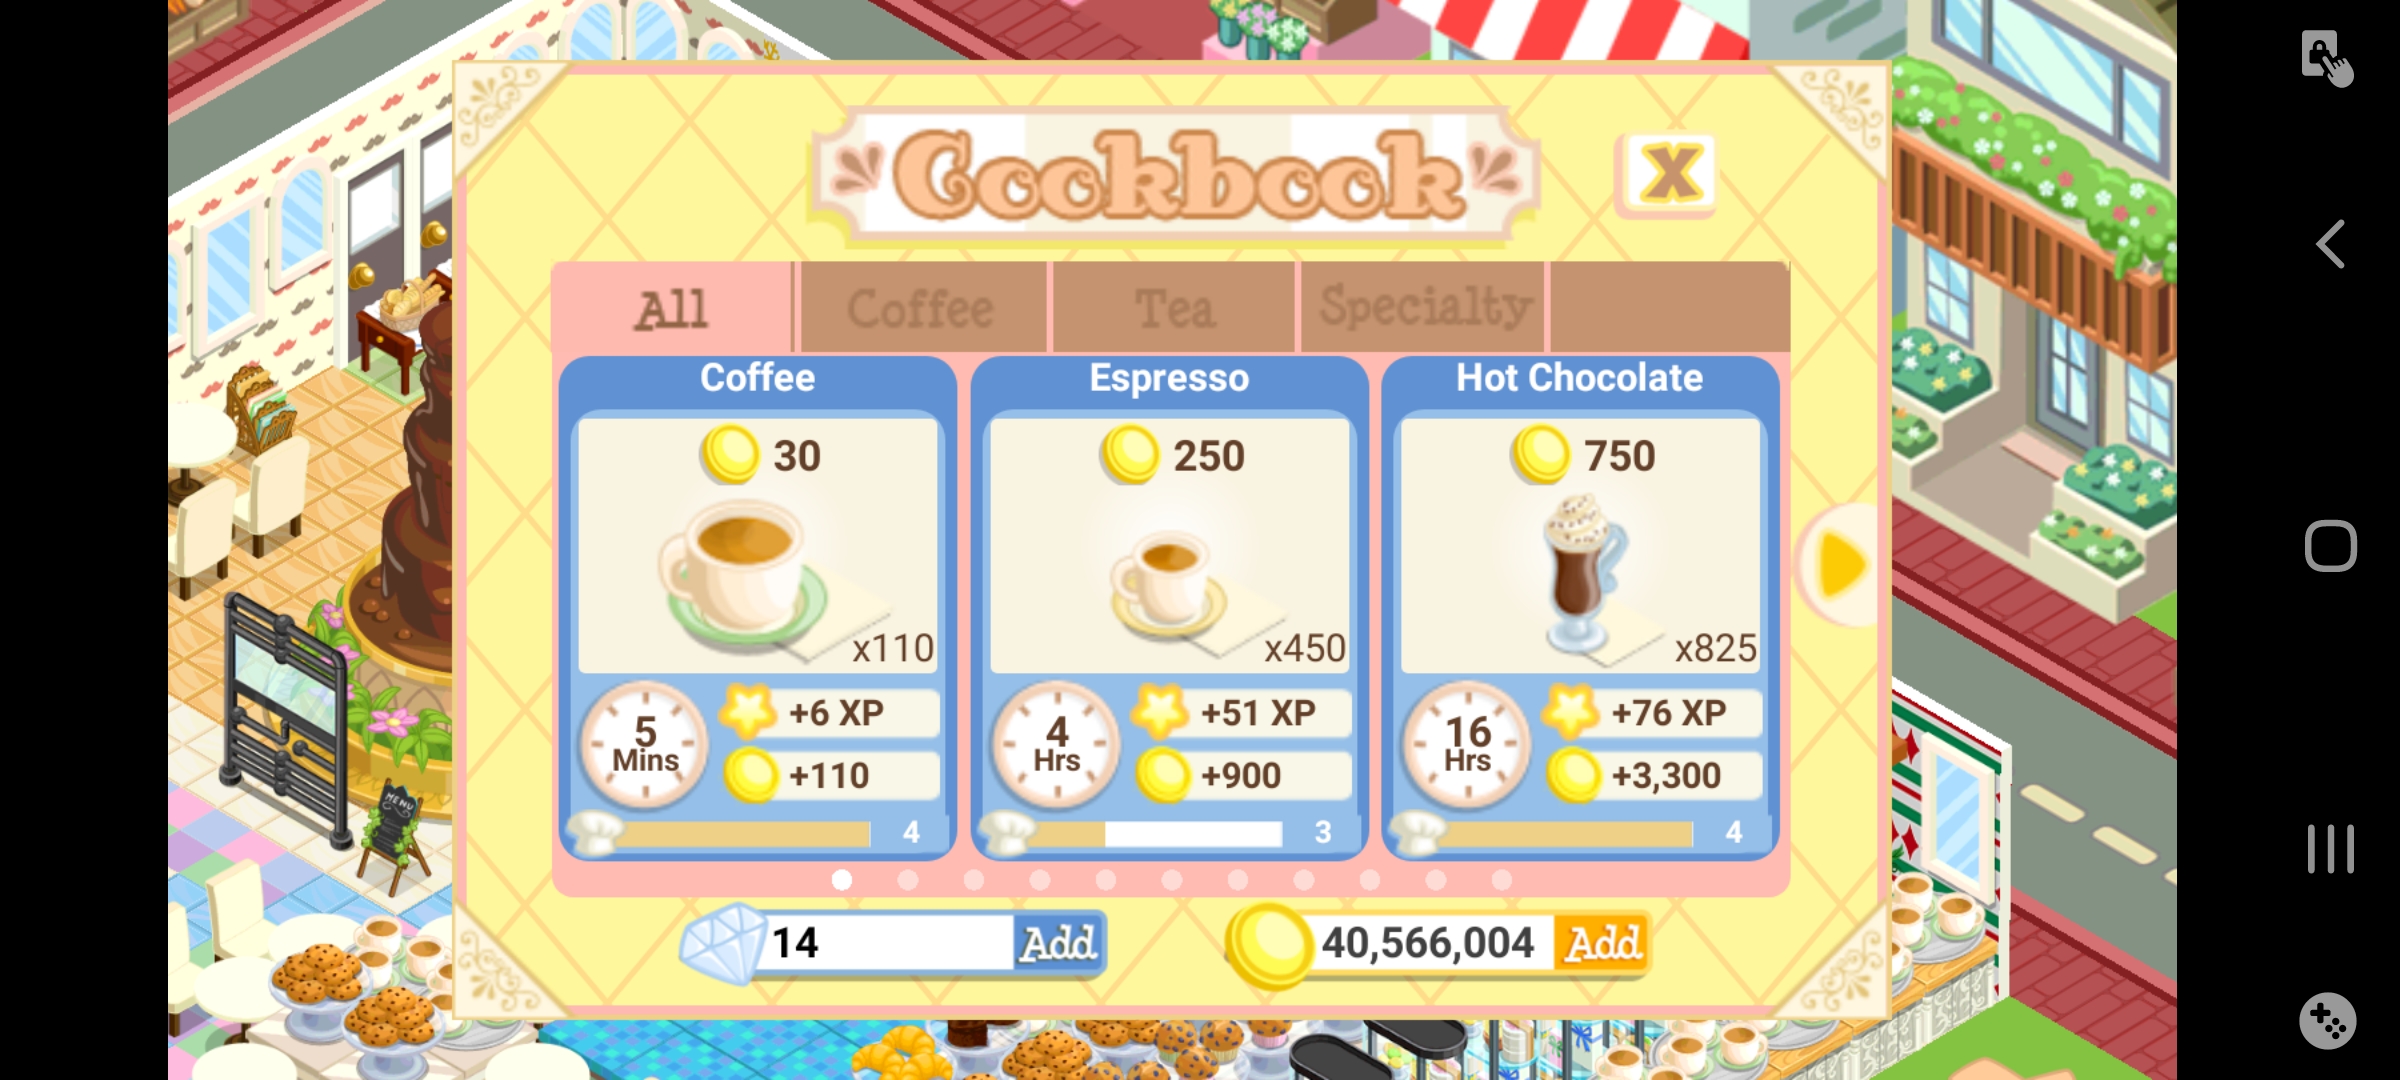 Cookbook
X
All
Coffee
Tea
Specialty
Coffee
30
x110
5
Mins
+6 XP
+110
4
Espresso
250
x450
4
Hrs
+51 XP
+900
3
Hot Chocolate
750
x825
16
Hrs
+76 XP
+3,300
4
14
Add
40,566,004
Add
MENU